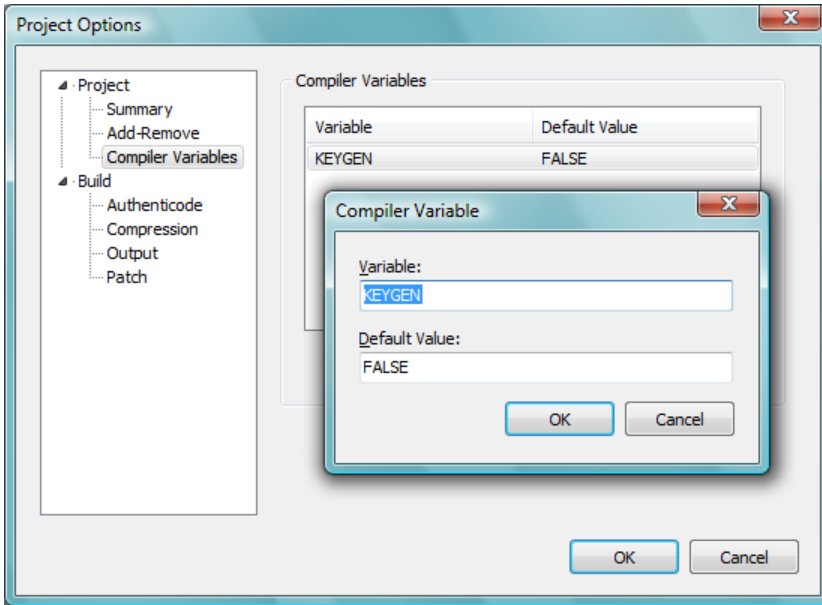 Project Options
Project
Summary
Add-Remove
Compiler Variables
Build
Authenticode
Compression
Output
Patch
Compiler Variables
Variable Default Value
KEYGEN FALSE
Compiler Variable
Variable:
KEYGEN
Default Value:
FALSE
OK Cancel
OK Cancel